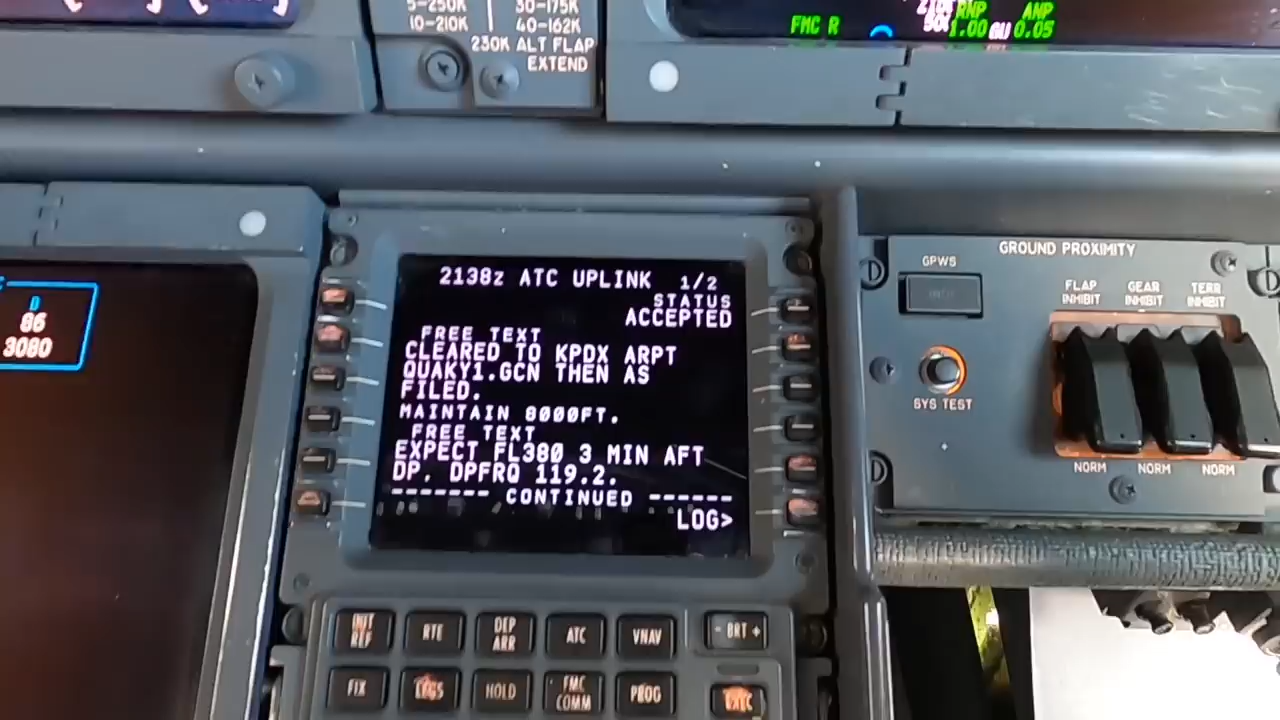 5-250K 30-175K
10-210K 40-162K
230K ALT FLAP
EXTEND
FMC R
RNP ANP
1.00 0.05
86
3080
2138z ATC UPLINK 1/2
STATUS
ACCEPTED
FREE TEXT
CLEARED TO KPDX ARPT
QUAKY1.GCN THEN AS
FILED.
MAINTAIN 8000FT.
FREE TEXT
EXPECT FL380 3 MIN AFT
DP. DPFRQ 119.2.
------- CONTINUED ------
LOG>
GROUND PROXIMITY
GPWS
FLAP INHIBIT
GEAR INHIBIT
TERR INHIBIT
SYS TEST
NORM NORM NORM
INIT REF
RTE
DEP ARR
ATC
VNAV
- BRT +
FIX
LEGS
HOLD
FMC COMM
PROG
EXEC